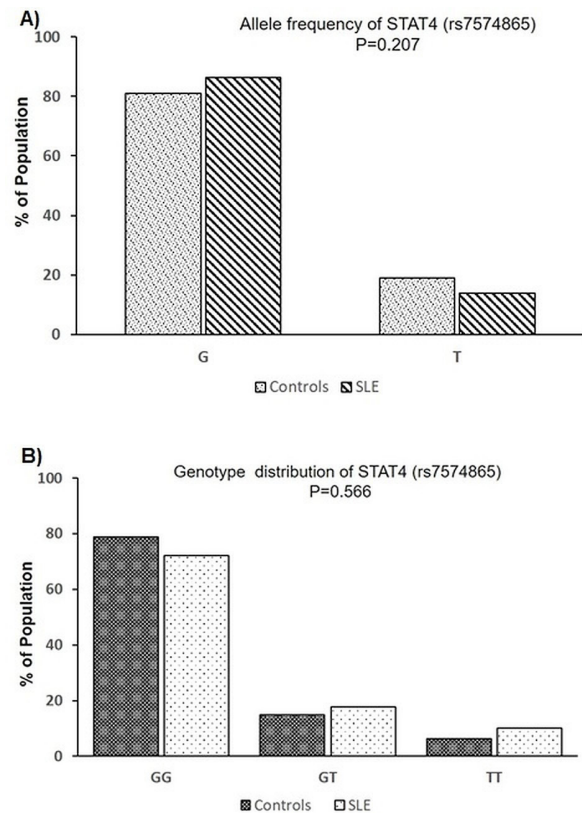 A)
Allele frequency of STAT4 (rs7574865)
P=0.207
100
80
60
40
20
0
% of Population
G T
Controls SLE
B)
Genotype distribution of STAT4 (rs7574865)
P=0.566
100
80
60
40
20
0
% of Population
GG GT TT
Controls SLE